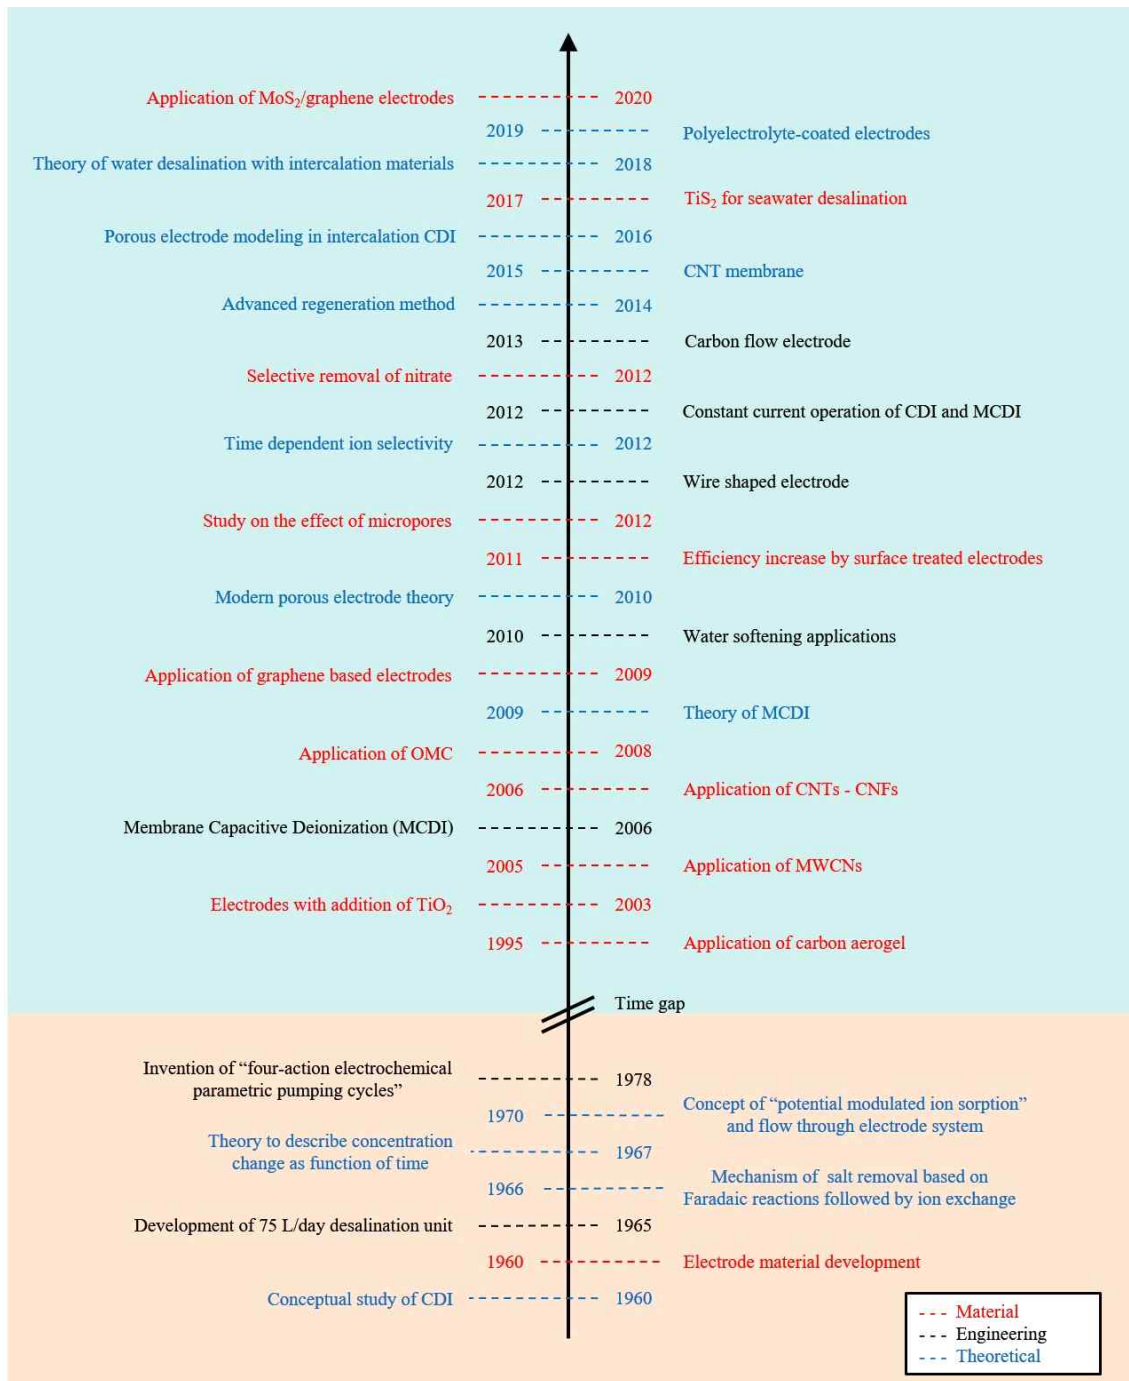 Application of MoS₂/graphene electrodes 2020
2019 Polyelectrolyte-coated electrodes
Theory of water desalination with intercalation materials 2018
2017 TiS₂ for seawater desalination
Porous electrode modeling in intercalation CDI 2016
2015 CNT membrane
Advanced regeneration method 2014
2013 Carbon flow electrode
Selective removal of nitrate 2012
2012 Constant current operation of CDI and MCDI
Time dependent ion selectivity 2012
2012 Wire shaped electrode
Study on the effect of micropores 2012
2011 Efficiency increase by surface treated electrodes
Modern porous electrode theory 2010
2010 Water softening applications
Application of graphene based electrodes 2009
2009 Theory of MCDI
Application of OMC 2008
2006 Application of CNTs - CNFs
Membrane Capacitive Deionization (MCDI) 2006
2005 Application of MWCNs
Electrodes with addition of TiO₂ 2003
1995 Application of carbon aerogel
Time gap
Invention of “four-action electrochemical
parametric pumping cycles” 1978
1970 Concept of “potential modulated ion sorption”
and flow through electrode system
Theory to describe concentration
change as function of time 1967
1966 Mechanism of salt removal based on
Faradaic reactions followed by ion exchange
Development of 75 L/day desalination unit 1965
1960 Electrode material development
Conceptual study of CDI 1960
Material
Engineering
Theoretical